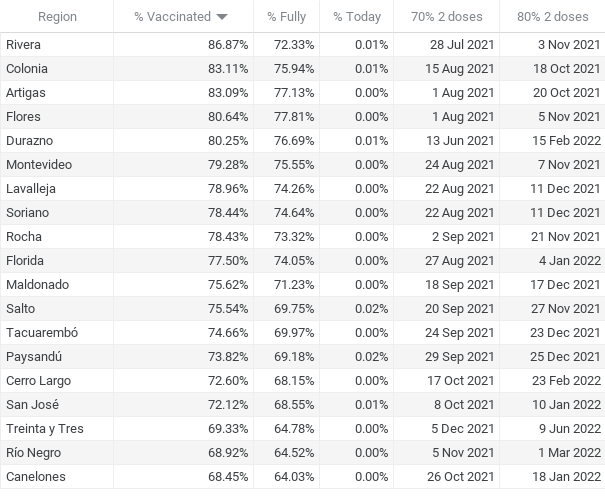 Region % Vaccinated % Fully % Today 70% 2 doses 80% 2 doses
Rivera 86.87% 72.33% 0.01% 28 Jul 2021 3 Nov 2021
Colonia 83.11% 75.94% 0.01% 15 Aug 2021 18 Oct 2021
Artigas 83.09% 77.13% 0.00% 1 Aug 2021 20 Oct 2021
Flores 80.64% 77.81% 0.00% 1 Aug 2021 5 Nov 2021
Durazno 80.25% 76.69% 0.01% 13 Jun 2021 15 Feb 2022
Montevideo 79.28% 75.55% 0.00% 24 Aug 2021 7 Nov 2021
Lavalleja 78.96% 74.26% 0.00% 22 Aug 2021 11 Dec 2021
Soriano 78.44% 74.64% 0.00% 22 Aug 2021 11 Dec 2021
Rocha 78.43% 73.32% 0.00% 2 Sep 2021 21 Nov 2021
Florida 77.50% 74.05% 0.00% 27 Aug 2021 4 Jan 2022
Maldonado 75.62% 71.23% 0.00% 18 Sep 2021 17 Dec 2021
Salto 75.54% 69.75% 0.02% 20 Sep 2021 27 Nov 2021
Tacuarembó 74.66% 69.97% 0.00% 24 Sep 2021 23 Dec 2021
Paysandú 73.82% 69.18% 0.02% 29 Sep 2021 25 Dec 2021
Cerro Largo 72.60% 68.15% 0.00% 17 Oct 2021 23 Feb 2022
San José 72.12% 68.55% 0.01% 8 Oct 2021 10 Jan 2022
Treinta y Tres 69.33% 64.78% 0.00% 5 Dec 2021 9 Jun 2022
Río Negro 68.92% 64.52% 0.00% 5 Nov 2021 1 Mar 2022
Canelones 68.45% 64.03% 0.00% 26 Oct 2021 18 Jan 2022